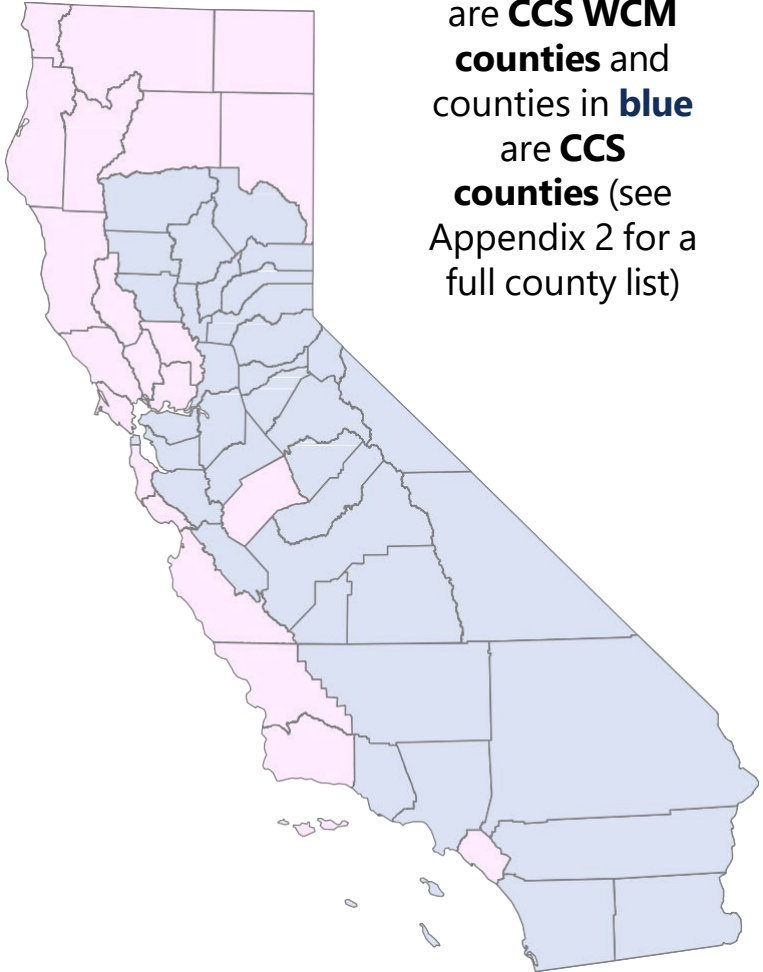 are CCS WCM
counties and
counties in blue
are CCS
counties (see
Appendix 2 for a
full county list)